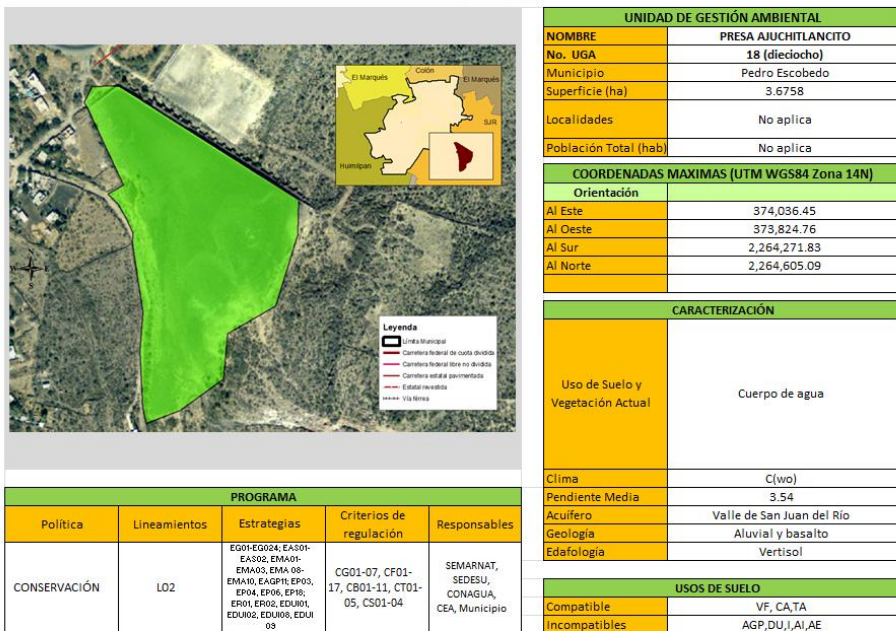 El Marqués
Colón
El Marqués
SJR
Huimilpan
S
Leyenda
Límite Municipal
Carretera federal de cuota dividida
Carretera federal libre no dividida
Carretera estatal pavimentada
Estatal revestida
Vía férrea
UNIDAD DE GESTIÓN AMBIENTAL
NOMBRE PRESA AJUCHITLANCITO
No. UGA 18 (dieciocho)
Municipio Pedro Escobedo
Superficie (ha) 3.6758
Localidades No aplica
Población Total (hab) No aplica
COORDENADAS MAXIMAS (UTM WGS84 Zona 14N)
Orientación
Al Este 374,036.45
Al Oeste 373,824.76
Al Sur 2,264,271.83
Al Norte 2,264,605.09
CARACTERIZACIÓN
Uso de Suelo y
Vegetación Actual
Cuerpo de agua
Clima C(wo)
Pendiente Media 3.54
Acuífero Valle de San Juan del Río
Geología Aluvial y basalto
Edafología Vertisol
PROGRAMA
Política Lineamientos Estrategias Criterios de regulación Responsables
CONSERVACIÓN
L02
EG01-EG024; EAS01-
EAS02, EMA01-
EMA03, EMA 08-
EMA10, EAGP11; EP03,
EP04, EP06, EP18;
ER01, ER02, EDUI01,
EDUI02, EDUI08, EDUI
09
CG01-07, CF01-
17, CB01-11, CT01-
05, CS01-04
SEMARNAT,
SEDESU,
CONAGUA,
CEA, Municipio
USOS DE SUELO
Compatible VF, CA,TA
Incompatibles AGP,DU,I,AI,AE